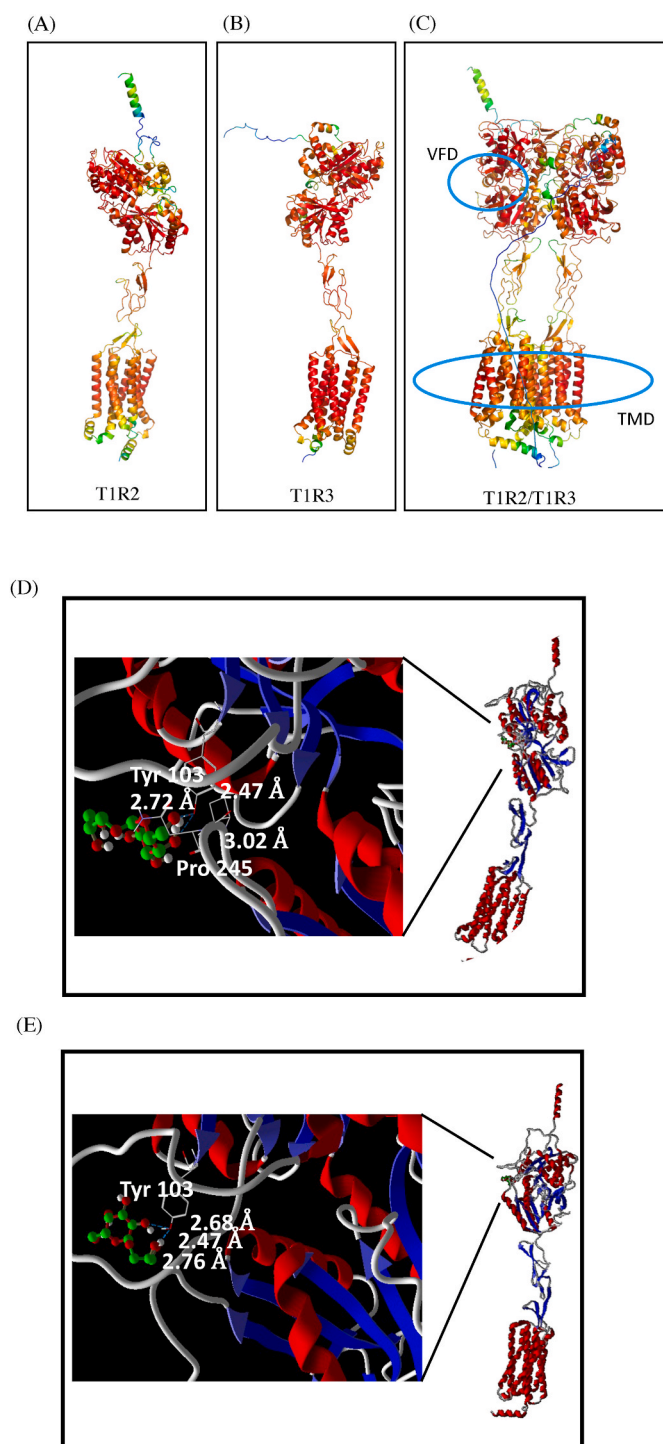 (A)
(B)
(C)
VFD
TMD
T1R2
T1R3
T1R2/T1R3
(D)
Tyr 103
2.72 Å
2.47 Å
3.02 Å
Pro 245
(E)
Tyr 103
2.68 Å
2.47 Å
2.76 Å